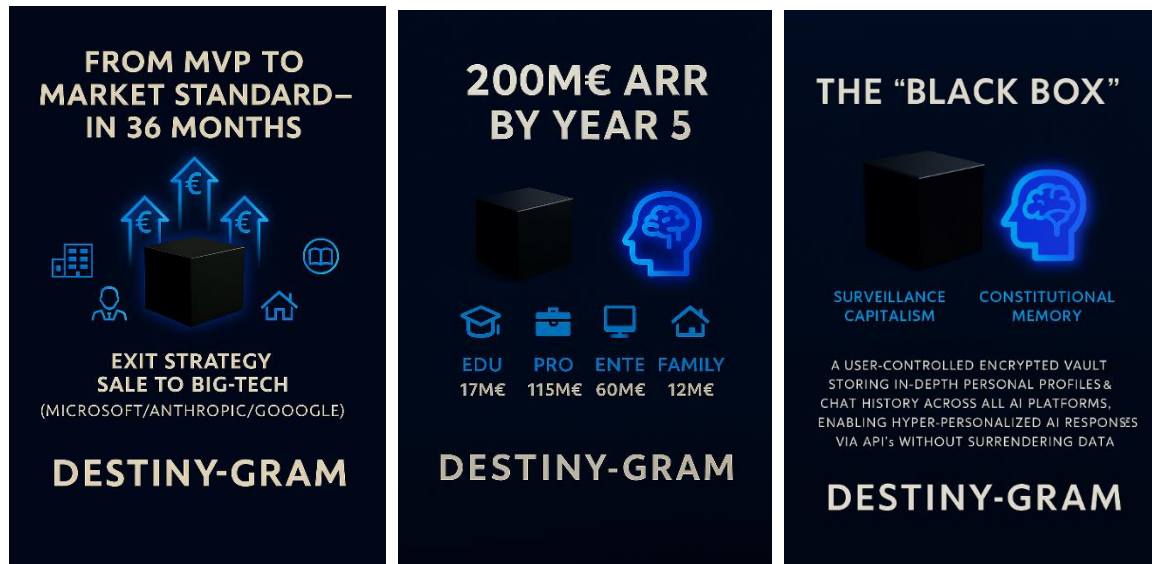 FROM MVP TO
MARKET STANDARD–
IN 36 MONTHS
€
€
€
EXIT STRATEGY
SALE TO BIG-TECH
(MICROSOFT/ANTHROPIC/GOOOGLE)
DESTINY-GRAM
200M€ ARR
BY YEAR 5
EDU
PRO
ENTE
FAMILY
17M€
115M€
60M€
12M€
DESTINY-GRAM
THE “BLACK BOX”
SURVEILLANCE
CAPITALISM
CONSTITUTIONAL
MEMORY
A USER-CONTROLLED ENCRYPTED VAULT
STORING IN-DEPTH PERSONAL PROFILES &
CHAT HISTORY ACROSS ALL AI PLATFORMS,
ENABLING HYPER-PERSONALIZED AI RESPONSES
VIA API's WITHOUT SURRENDERING DATA
DESTINY-GRAM